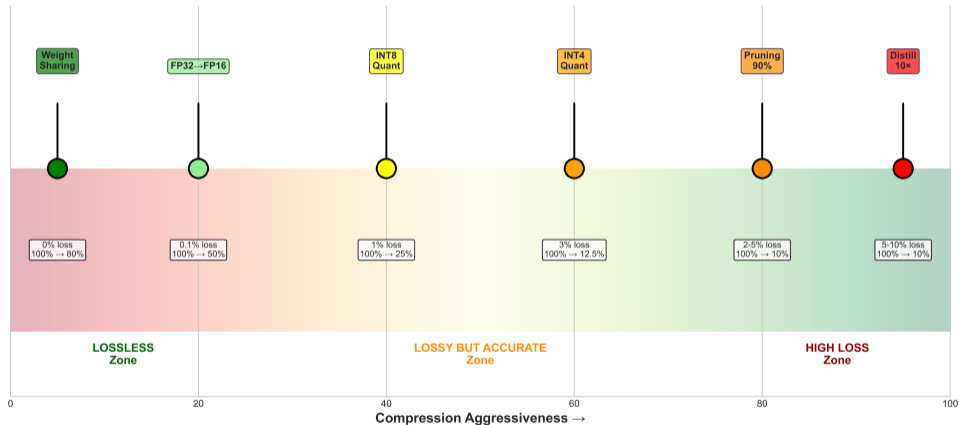 Weight
Sharing
FP32→FP16
INT8
Quant
INT4
Quant
Pruning
90%
Distill
10×
0% loss
100% → 80%
0.1% loss
100% → 50%
1% loss
100% → 25%
3% loss
100% → 12.5%
2-5% loss
100% → 10%
5-10% loss
100% → 10%
LOSSLESS
Zone
LOSSY BUT ACCURATE
Zone
HIGH LOSS
Zone
0 20 40 60 80 100
Compression Aggressiveness →